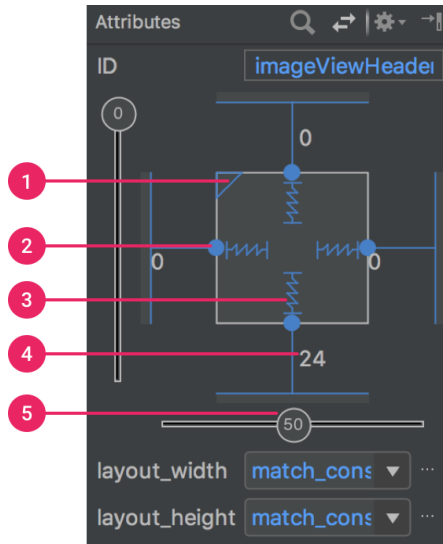 Attributes
ID imageViewHeader
0
0
1
2
0 0
3
4
24
5
50
layout_width match_cons
layout_height match_cons